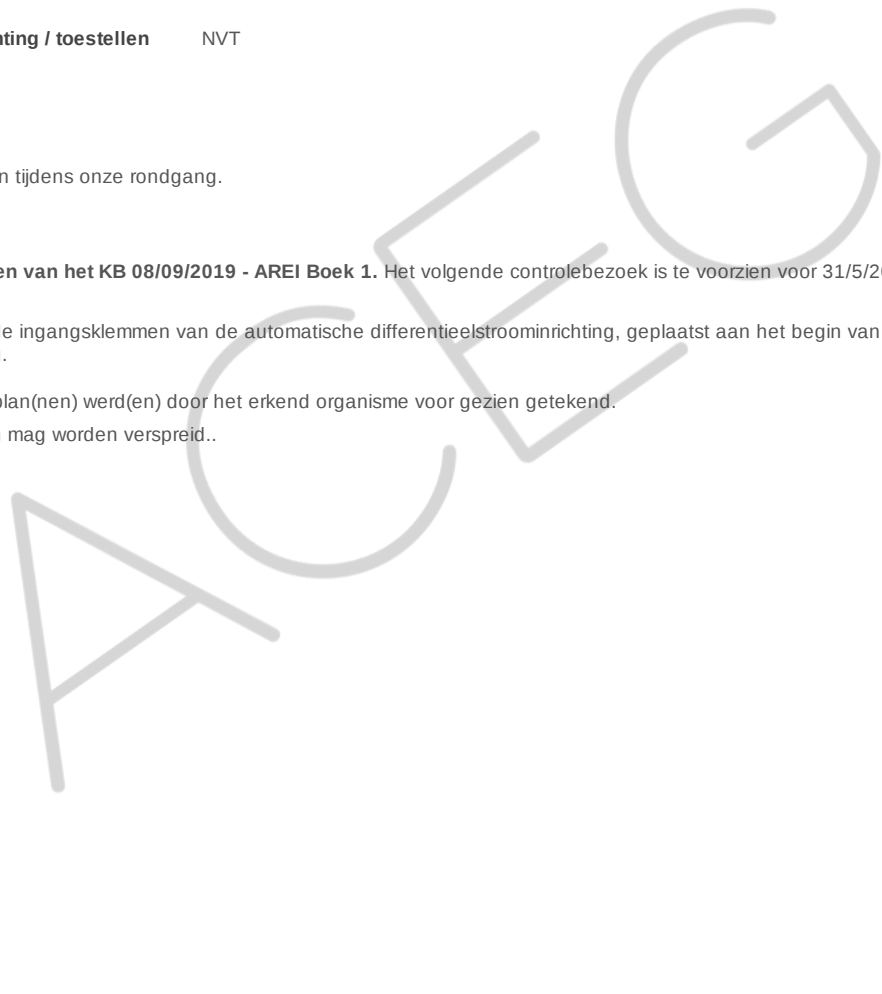 ting / toestellen NVT
n tijdens onze rondgang.
en van het KB 08/09/2019 - AREI Boek 1. Het volgende controlebezoek is te voorzien voor 31/5/2
e ingangsklemmen van de automatische differentieelstroominrichting, geplaatst aan het begin van
.
plan(nen) werd(en) door het erkend organisme voor gezien getekend.
mag worden verspreid..
ACEG